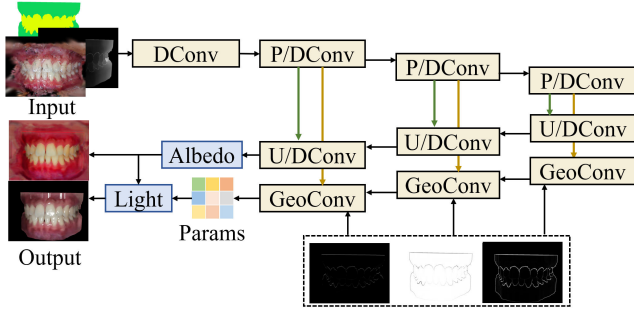 DConv
P/DConv
P/DConv
P/DConv
Input
U/DConv
U/DConv
Albedo
U/DConv
GeoConv
GeoConv
Light
GeoConv
Params
Output